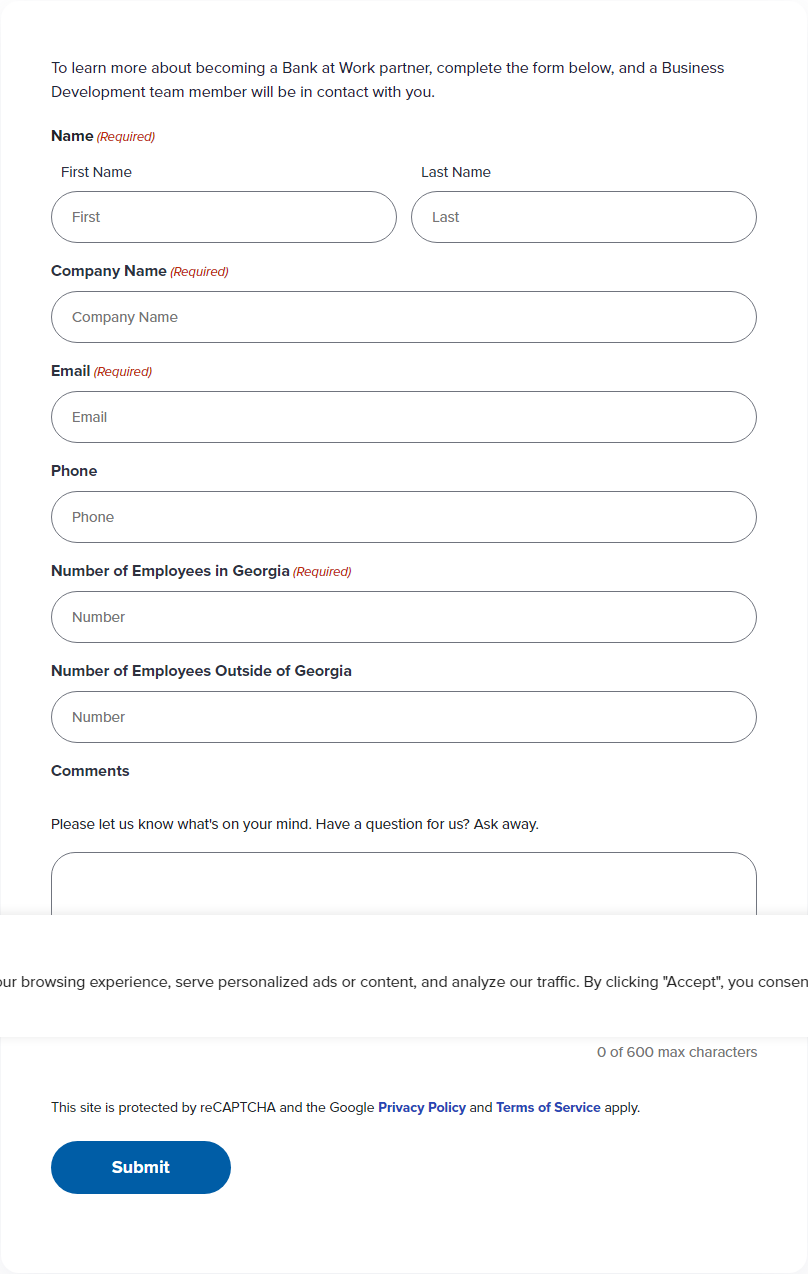 To learn more about becoming a Bank at Work partner, complete the form below, and a Business
Development team member will be in contact with you.
Name (Required)
First Name Last Name
First Last
Company Name (Required)
Company Name
Email (Required)
Email
Phone
Phone
Number of Employees in Georgia (Required)
Number
Number of Employees Outside of Georgia
Number
Comments
Please let us know what's on your mind. Have a question for us? Ask away.
browsing experience, serve personalized ads or content, and analyze our traffic. By clicking "Accept", you
0 of 600 max characters
This site is protected by reCAPTCHA and the Google Privacy Policy and Terms of Service apply.
Submit